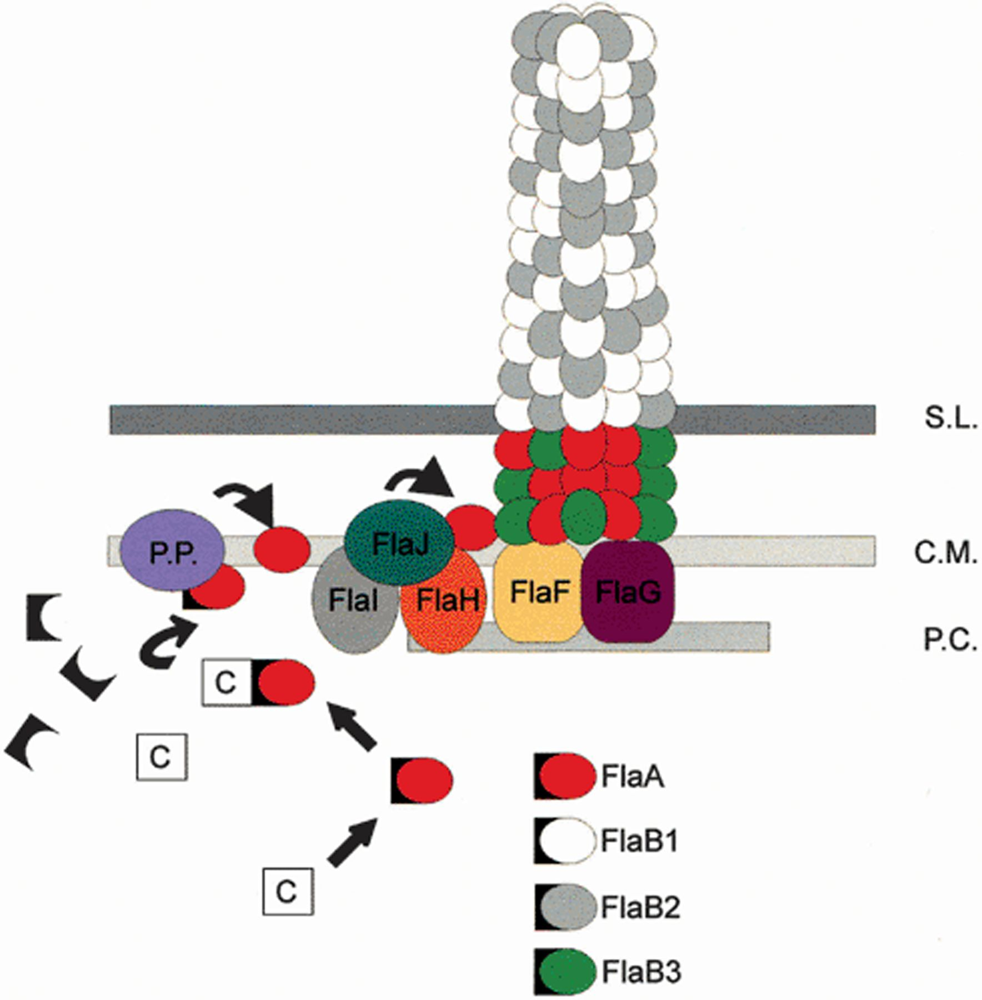 S.L.
FlaJ
P.P.
C.M.
FlaI
FlaH
FlaF
FlaG
P.C.
C
C
FlaA
FlaB1
C
FlaB2
FlaB3